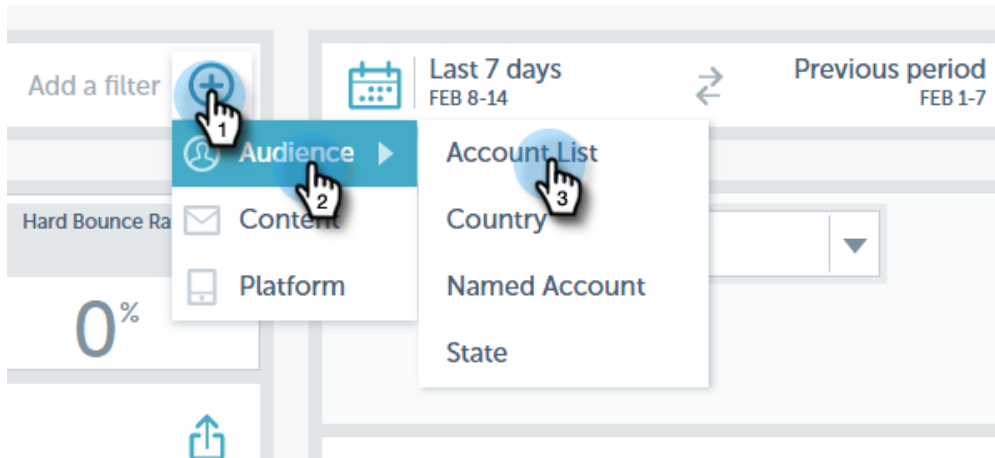 Add a filter
1
Last 7 days
FEB 8-14
Previous period
FEB 1-7
Audience
2
Content
Platform
Account List
3
Country
Named Account
State
Hard Bounce Ra
0%